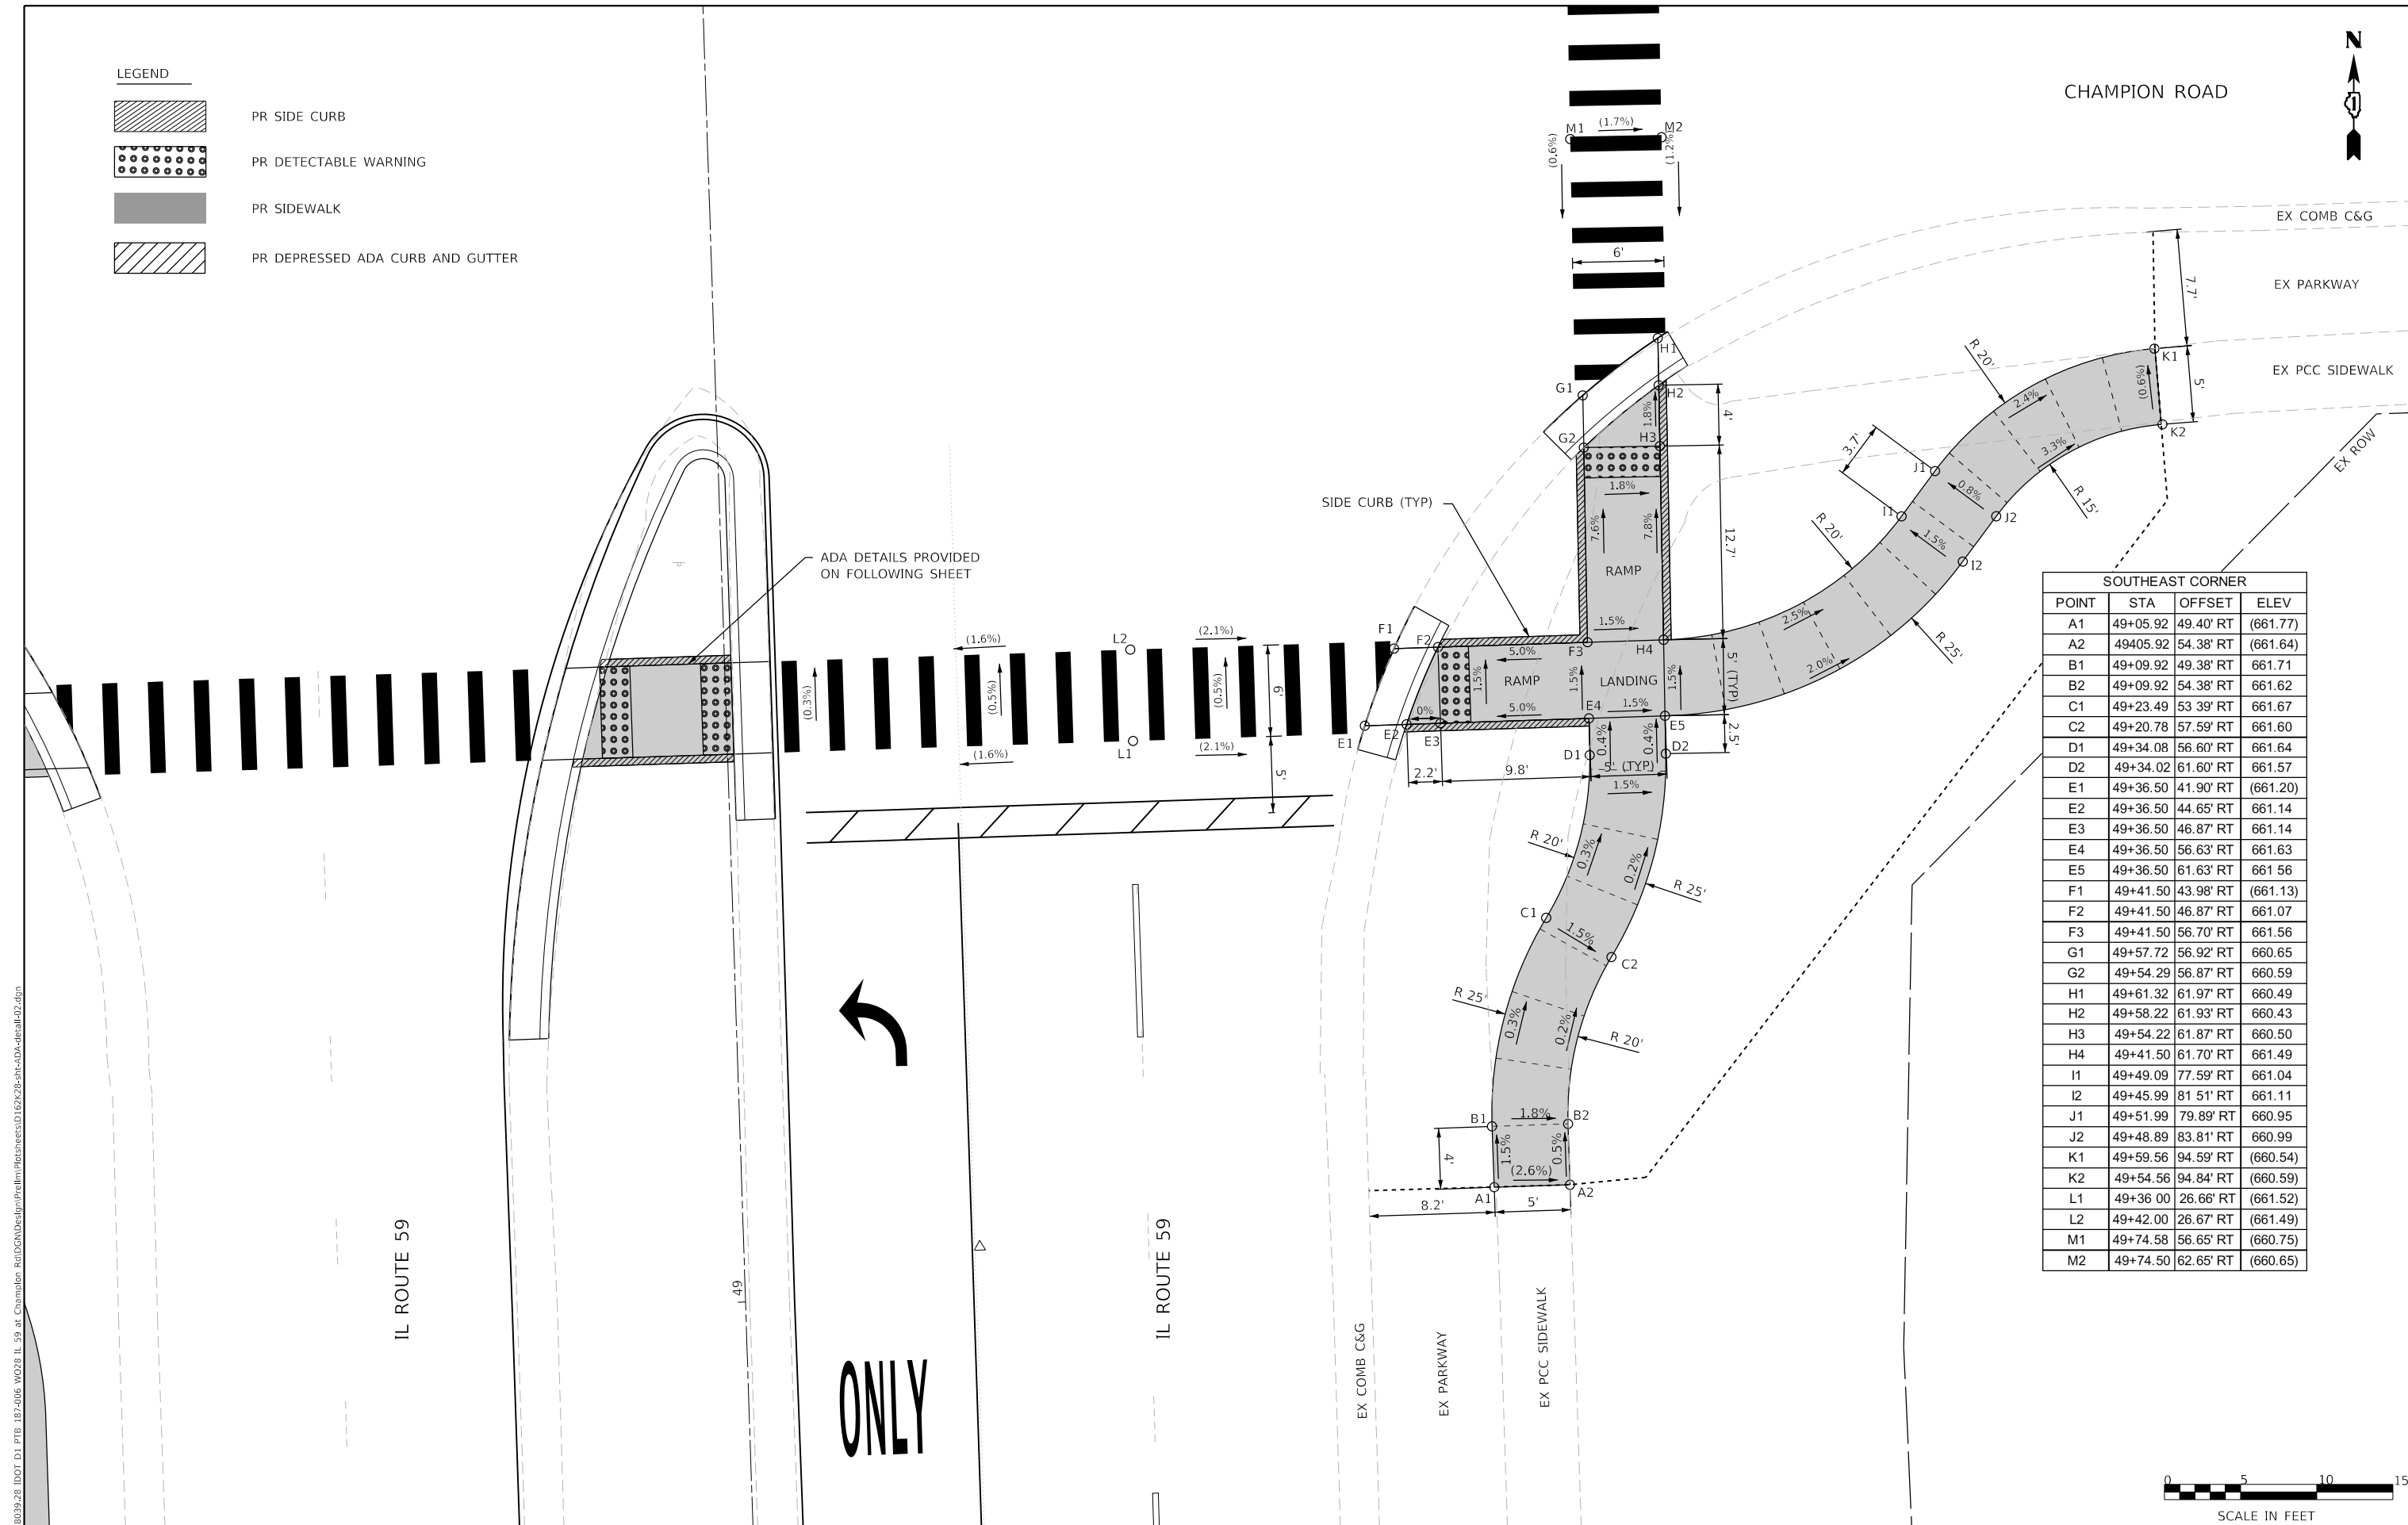 LEGEND
PR SIDE CURB
PR DETECTABLE WARNING
PR SIDEWALK
PR DEPRESSED ADA CURB AND GUTTER
N
1
CHAMPION ROAD
EX COMB C&G
EX PARKWAY
EX PCC SIDEWALK
EX ROW
M1
(1.7%)
M2
(0.6%)
(1.2%)
6'
H1
G1
H2
4'
1.8%
G2
H3
1.8%
7.6%
7.8%
12.7'
RAMP
1.5%
SIDE CURB (TYP)
7.7'
K1
5'
(0.6%)
K2
R 20'
2.4%
3.3%
R 15'
3.7'
J1
0.8%
J2
I1
1.5%
I2
R 20'
2.5%
2.0%
R 25'
ADA DETAILS PROVIDED
ON FOLLOWING SHEET
(0.3%)
(1.6%)
(0.5%)
(1.6%)
L2
L1
(2.1%)
(0.5%)
(2.1%)
6'
5'
F1
F2
5.0%
F3
H4
1.5%
RAMP
1.5%
LANDING
1.5%
5' (TYP)
0%
5.0%
E4
1.5%
E5
E1
E2
E3
2.5'
D1
0.4%
0.4%
D2
2.2'
9.8'
5' (TYP)
1.5%
R 20'
0.3%
0.2%
R 25'
C1
1.5%
C2
R 25'
0.3%
0.2%
R 20'
B1
1.8%
B2
4'
1.5%
0.5%
(2.6%)
A1
A2
8.2'
5'
IL ROUTE 59
49
ONLY
IL ROUTE 59
EX COMB C&G
EX PARKWAY
EX PCC SIDEWALK
SOUTHEAST CORNER
POINT STA OFFSET ELEV
A1 49+05.92 49.40' RT (661.77)
A2 49405.92 54.38' RT (661.64)
B1 49+09.92 49.38' RT 661.71
B2 49+09.92 54.38' RT 661.62
C1 49+23.49 53 39' RT 661.67
C2 49+20.78 57.59' RT 661.60
D1 49+34.08 56.60' RT 661.64
D2 49+34.02 61.60' RT 661.57
E1 49+36.50 41.90' RT (661.20)
E2 49+36.50 44.65' RT 661.14
E3 49+36.50 46.87' RT 661.14
E4 49+36.50 56.63' RT 661.63
E5 49+36.50 61.63' RT 661 56
F1 49+41.50 43.98' RT (661.13)
F2 49+41.50 46.87' RT 661.07
F3 49+41.50 56.70' RT 661.56
G1 49+57.72 56.92' RT 660.65
G2 49+54.29 56.87' RT 660.59
H1 49+61.32 61.97' RT 660.49
H2 49+58.22 61.93' RT 660.43
H3 49+54.22 61.87' RT 660.50
H4 49+41.50 61.70' RT 661.49
I1 49+49.09 77.59' RT 661.04
I2 49+45.99 81 51' RT 661.11
J1 49+51.99 79.89' RT 660.95
J2 49+48.89 83.81' RT 660.99
K1 49+59.56 94.59' RT (660.54)
K2 49+54.56 94.84' RT (660.59)
L1 49+36 00 26.66' RT (661.52)
L2 49+42.00 26.67' RT (661.49)
M1 49+74.58 56.65' RT (660.75)
M2 49+74.50 62.65' RT (660.65)
0 5 10 15
SCALE IN FEET